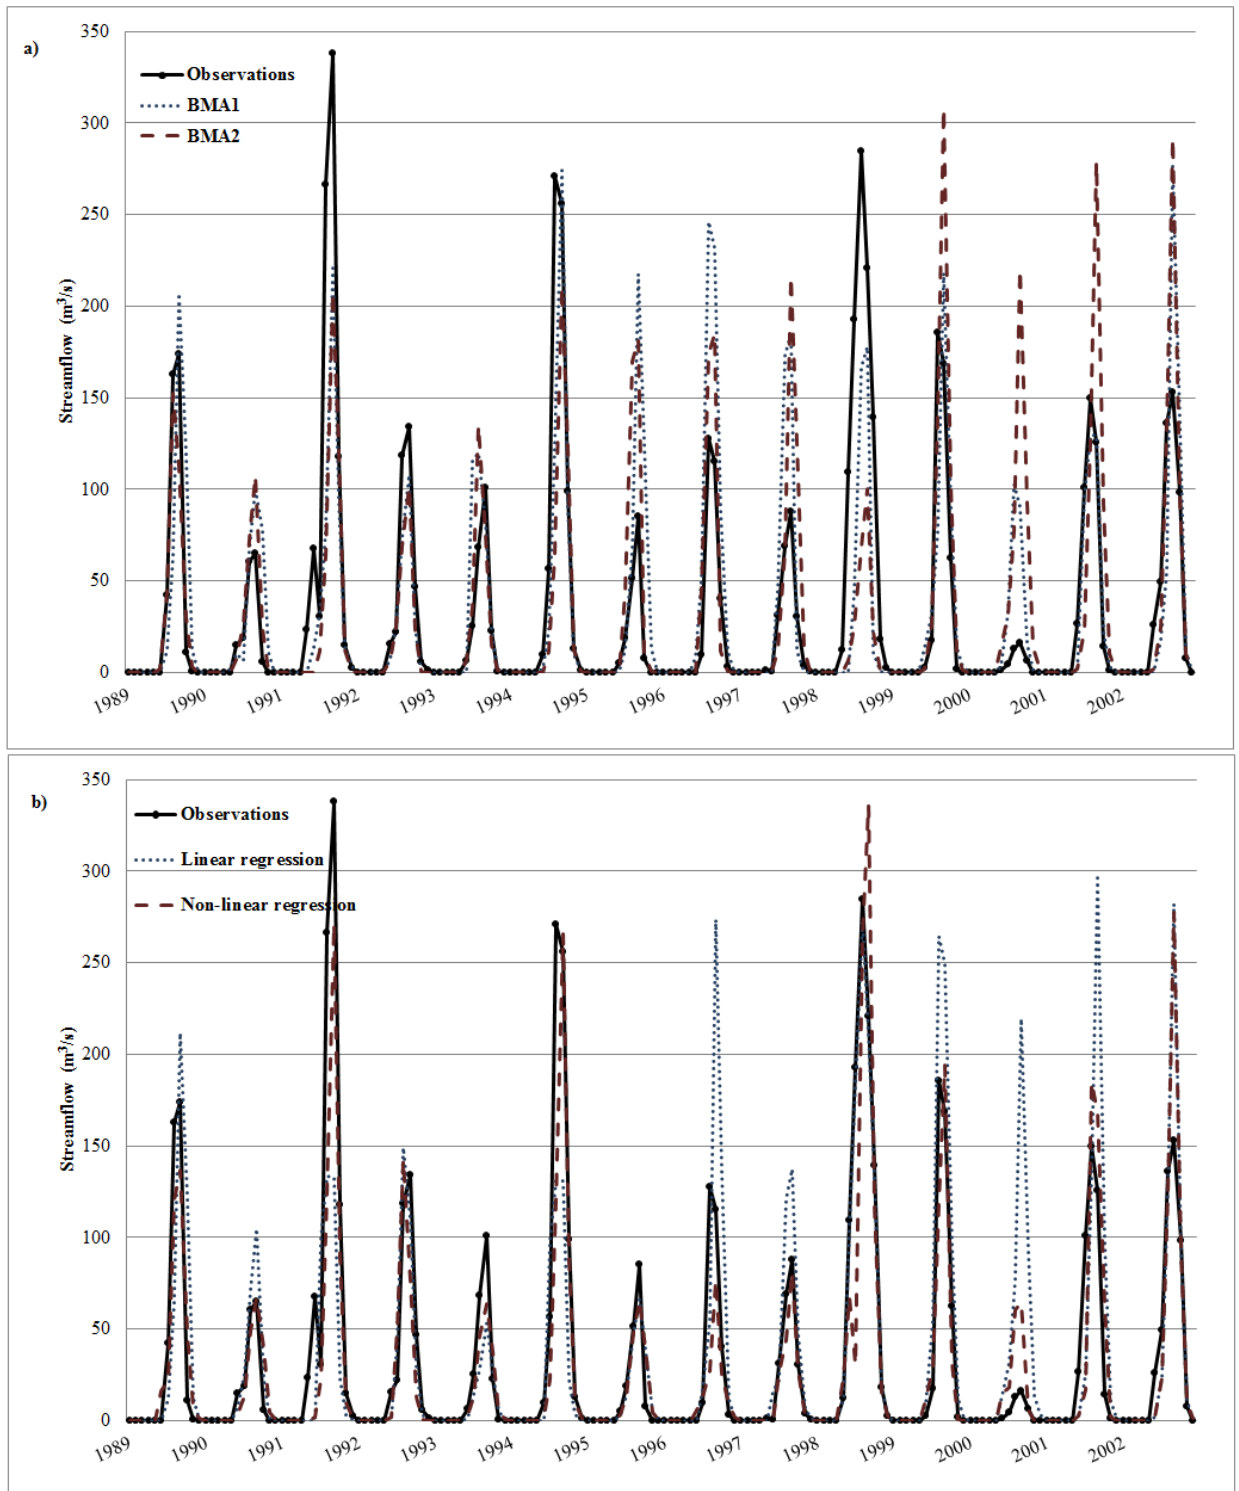 a)
350
300
250
200
150
100
50
0
Streamflow (m³/s)
Observations
BMA1
BMA2
1989 1990 1991 1992 1993 1994 1995 1996 1997 1998 1999 2000 2001 2002
b)
350
300
250
200
150
100
50
0
Streamflow (m³/s)
Observations
Linear regression
Non-linear regression
1989 1990 1991 1992 1993 1994 1995 1996 1997 1998 1999 2000 2001 2002